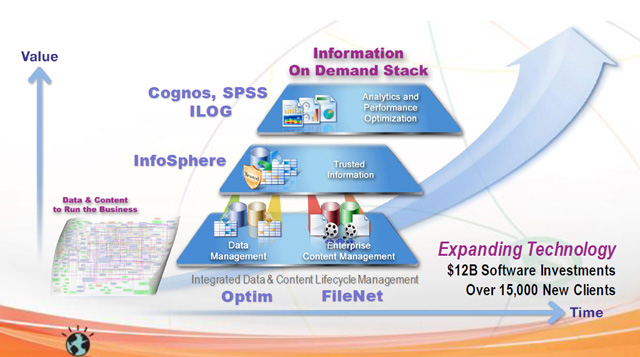 Value
Information
On Demand Stack
Cognos, SPSS
ILOG
Analytics and
Performance
Optimization
InfoSphere
Trusted
Information
Data & Content
to Run the Business
Data
Management
Enterprise
Content Management
Integrated Data & Content Lifecycle Management
Optim
FileNet
Expanding Technology
$12B Software Investments
Over 15,000 New Clients
Time